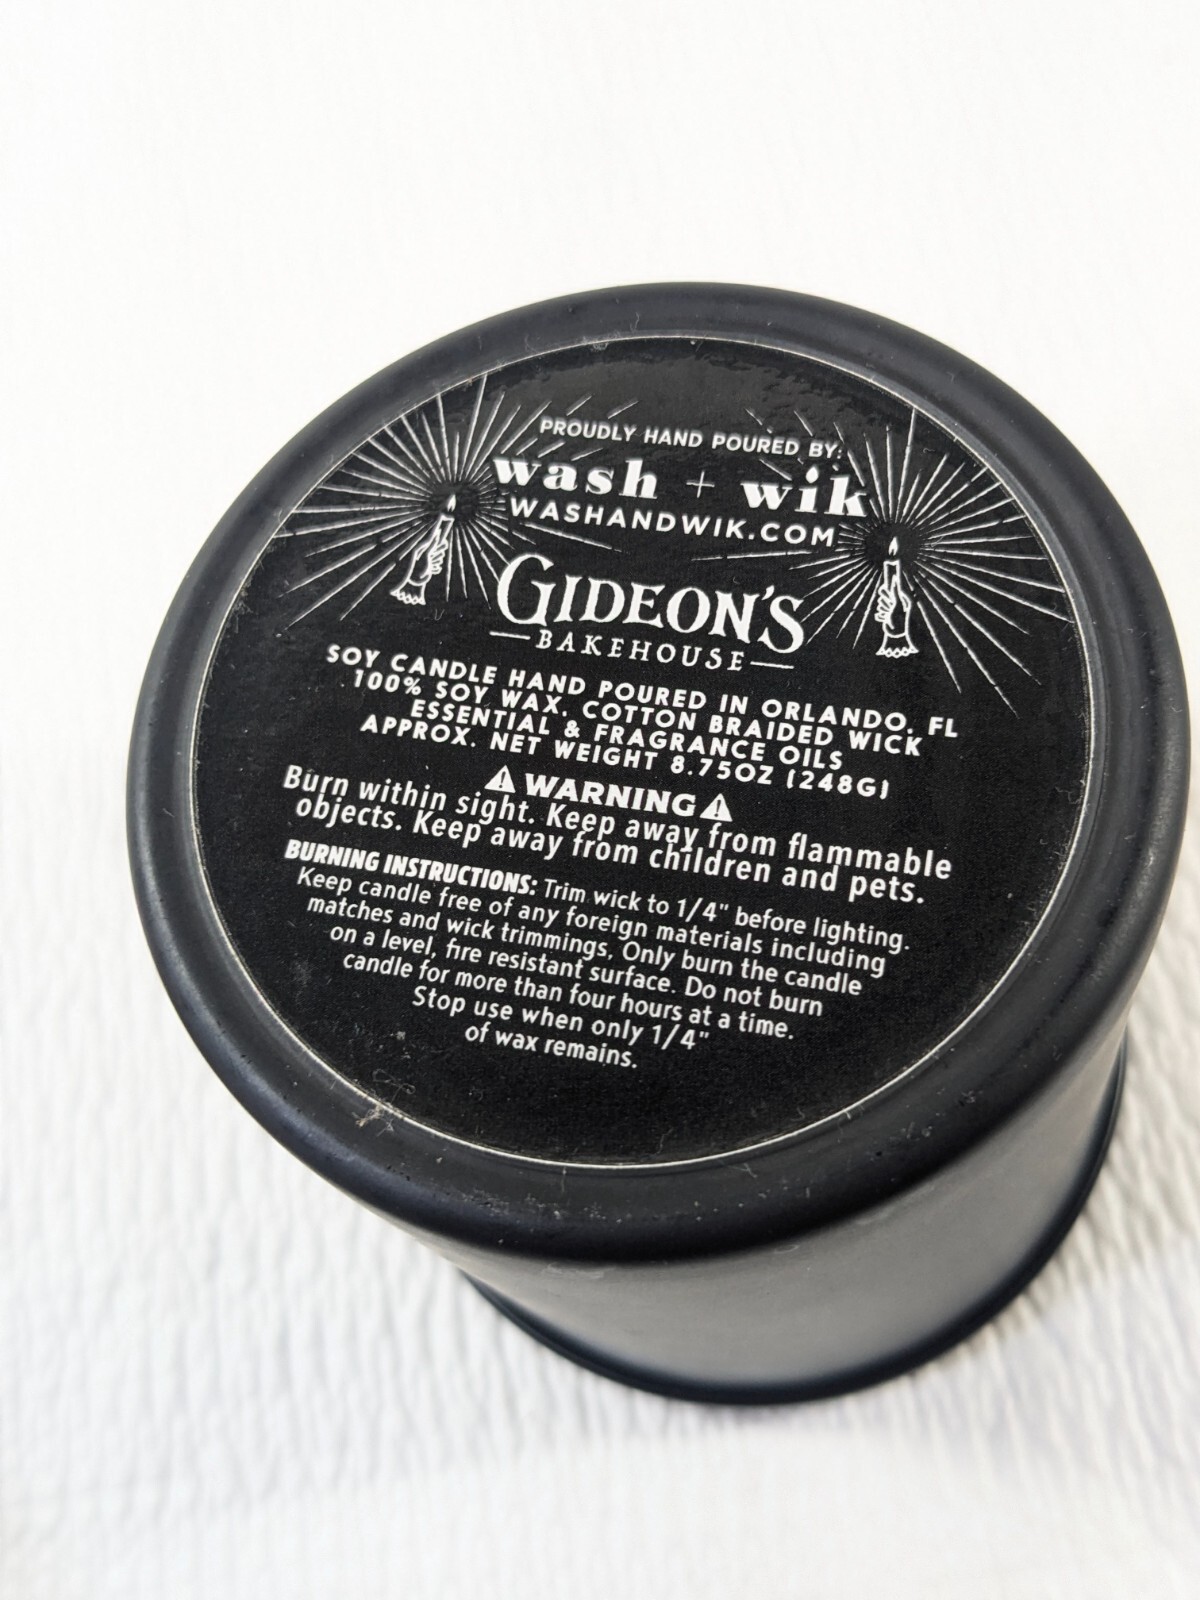 PROUDLY HAND POURED BY:
wash + wik
WASHANDWIK.COM
GIDEON'S
BAKEHOUSE
SOY CANDLE HAND POURED IN ORLANDO, FL
100% SOY WAX, COTTON BRAIDED WICK
ESSENTIAL & FRAGRANCE OILS
APPROX. NET WEIGHT 8.75OZ (248G)
⚠ WARNING ⚠
Burn within sight. Keep away from flammable
objects. Keep away from children and pets.
BURNING INSTRUCTIONS: Trim wick to 1/4" before lighting.
Keep candle free of any foreign materials including
matches and wick trimmings. Only burn the candle
on a level, fire resistant surface. Do not burn
candle for more than four hours at a time.
Stop use when only 1/4"
of wax remains.